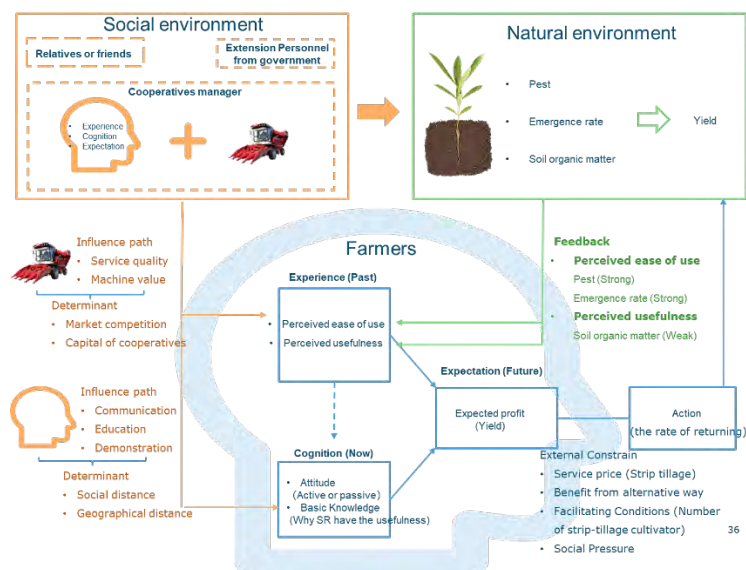 Social environment
Relatives or friends
Extension Personnel
from government
Cooperatives manager
• Experience
• Cognition
• Expectation
Natural environment
• Pest
• Emergence rate
• Soil organic matter
Yield
Influence path
• Service quality
• Machine value
Determinant
• Market competition
• Capital of cooperatives
Influence path
• Communication
• Education
• Demonstration
Determinant
• Social distance
• Geographical distance
Farmers
Experience (Past)
• Perceived ease of use
• Perceived usefulness
Cognition (Now)
• Attitude
(Active or passive)
• Basic Knowledge
(Why SR have the usefulness)
Expectation (Future)
Expected profit
(Yield)
Feedback
• Perceived ease of use
Pest (Strong)
Emergence rate (Strong)
• Perceived usefulness
Soil organic matter (Weak)
Action
(the rate of returning)
External Constrain
• Service price (Strip tillage)
• Benefit from alternative way
• Facilitating Conditions (Number
of strip-tillage cultivator)
• Social Pressure
36